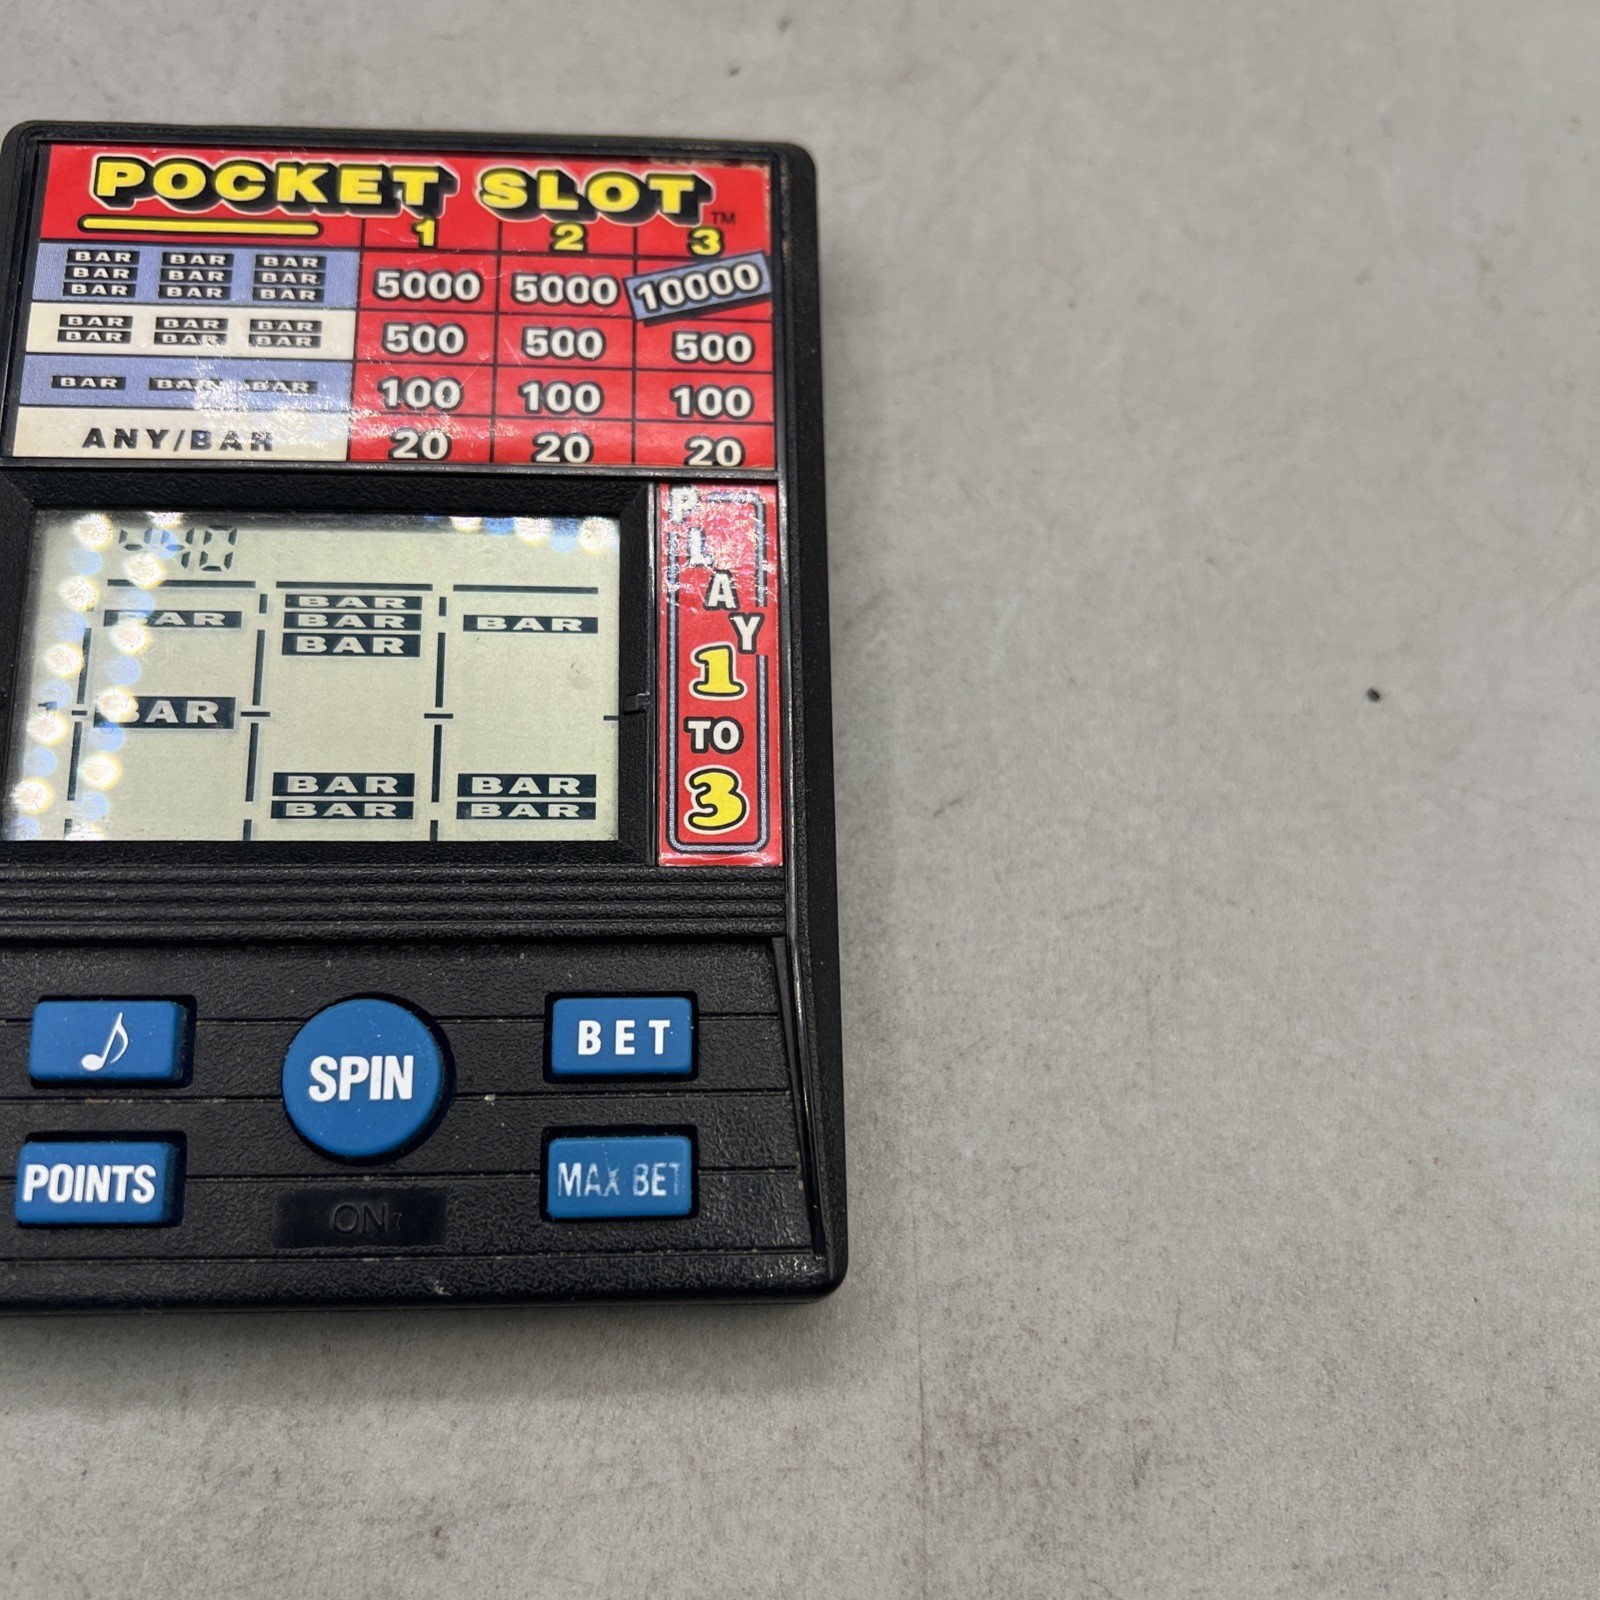 POCKET SLOT™
1 2 3
BAR BAR BAR
BAR BAR BAR
BAR BAR BAR
5000 5000 10000
BAR BAR BAR
BAR BAR BAR
500 500 500
BAR BAR BAR
100 100 100
ANY/BAR 20 20 20
BAR
BAR BAR BAR
BAR
BAR
BAR BAR
BAR BAR
PLAY
1
TO
3
SPIN
BET
POINTS
MAX BET
ON